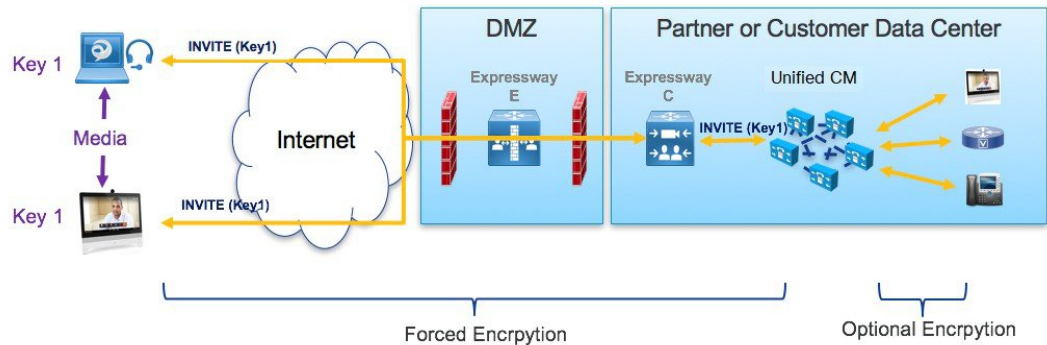 DMZ
Partner or Customer Data Center
Key 1
INVITE (Key1)
Expressway
E
Expressway
C
Unified CM
Media
Internet
INVITE (Key1)
V
Key 1
INVITE (Key1)
Forced Encrpytion
Optional Encrpytion